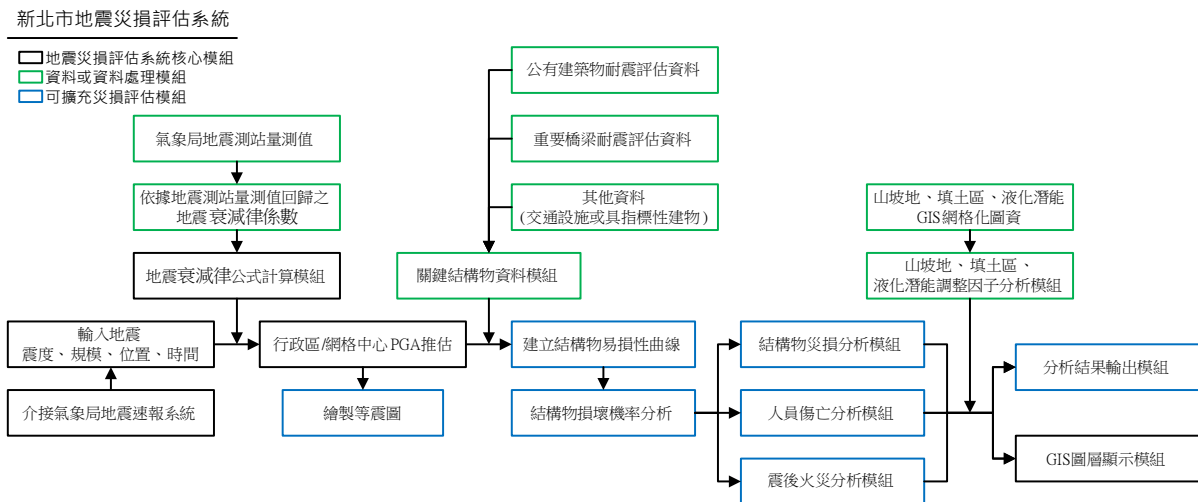 新北市地震災損評估系統
地震災損評估系統核心模組
資料或資料處理模組
可擴充災損評估模組
公有建築物耐震評估資料
氣象局地震測站量測值
重要橋梁耐震評估資料
依據地震測站量測值回歸之
地震衰減律係數
其他資料
(交通設施或具指標性建物)
山坡地、填土區、液化潛能
GIS網格化圖資
地震衰減律公式計算模組
關鍵結構物資料模組
山坡地、填土區、
液化潛能調整因子分析模組
輸入地震
震度、規模、位置、時間
行政區/網格中心PGA推估
建立結構物易損性曲線
結構物災損分析模組
分析結果輸出模組
介接氣象局地震速報系統
繪製等震圖
結構物損壞機率分析
人員傷亡分析模組
GIS圖層顯示模組
震後火災分析模組